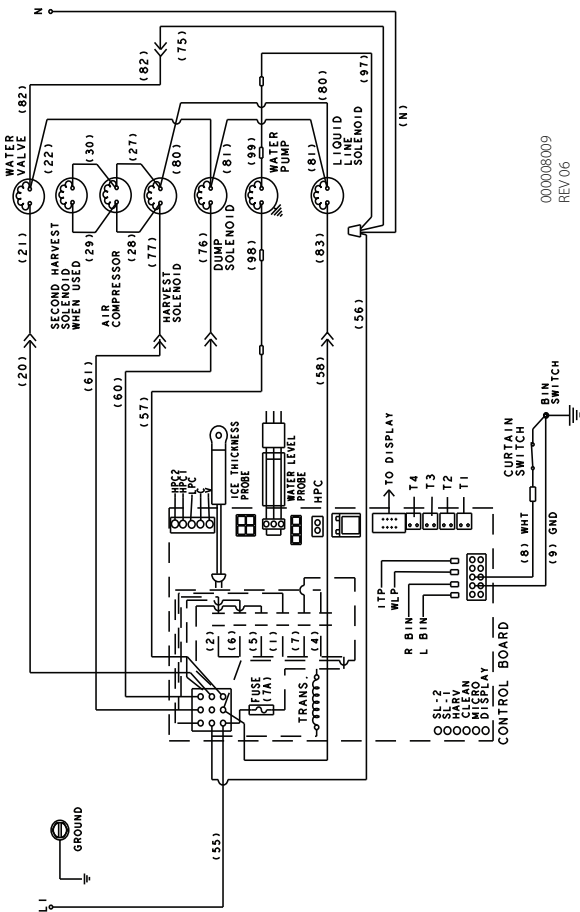 N
(82)
(82)
(75)
WATER
VALVE
(22)
(30)
(27)
(80)
(81)
(99)
WATER
PUMP
(81)
LIQUID
LINE
SOLENOID
(80)
(97)
(21)
SECOND HARVEST
SOLENOID
WHEN USED
(29)
AIR
COMPRESSOR
(28)
(77)
HARVEST
SOLENOID
(76)
DUMP
SOLENOID
(98)
(83)
(N)
(56)
(20)
(61)
(60)
(57)
(58)
HPC2
HPC1
LPC
C
V
ICE THICKNESS
PROBE
WATER LEVEL
PROBE
HPC
TO DISPLAY
T4
T3
T2
T1
CURTAIN
SWITCH
BIN
SWITCH
(8) WHT
(9) GND
(2)
(6)
(5)
(1)
(7)
(4)
FUSE
(7A)
TRANS.
ITP
WLP
R BIN
L BIN
SL-2
SL-1
HARV
CLEAN
MICRO
DISPLAY
CONTROL BOARD
GROUND
(55)
L1
000008009
REV 06